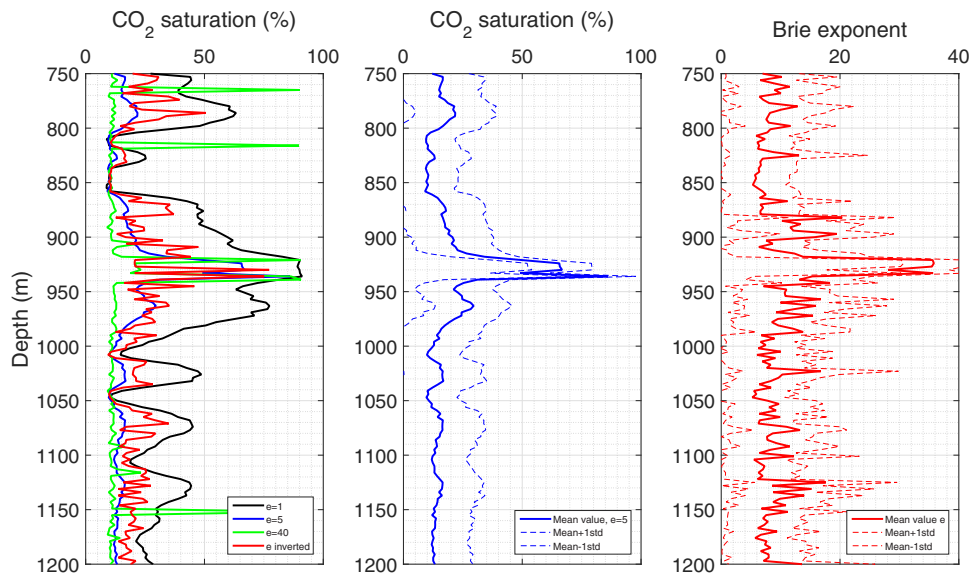 CO2 saturation (%)
CO2 saturation (%)
Brie exponent
0 50 100
0 50 100
0 20 40
Depth (m)
750
800
850
900
950
1000
1050
1100
1150
1200
e=1
e=5
e=40
e inverted
750
800
850
900
950
1000
1050
1100
1150
1200
Mean value, e=5
Mean+1std
Mean-1std
750
800
850
900
950
1000
1050
1100
1150
1200
Mean value e
Mean+1std
Mean-1std